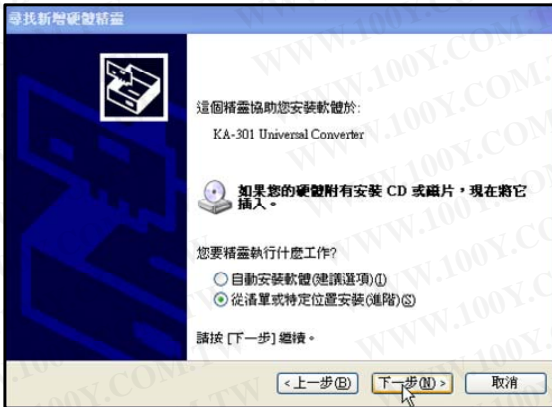 尋找新增硬體精靈
這個精靈協助您安裝軟體於:
KA-301 Universal Converter
如果您的硬體附有安裝 CD 或磁片，現在將它
插入。
您要精靈執行什麼工作?
自動安裝軟體(建議選項)(I)
從清單或特定位置安裝(進階)(S)
請按 [下一步] 繼續。
<上一步(B) 下一步(N)> 取消
WWW.100Y.COM.TW